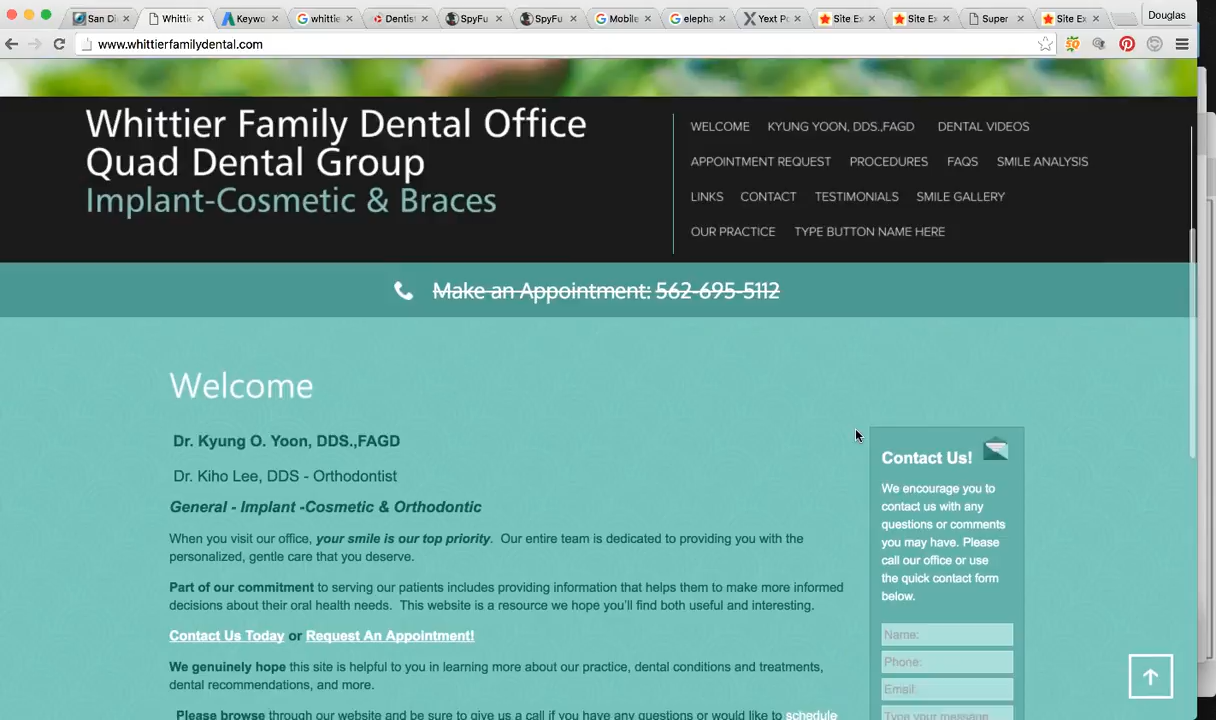 San Di
Whittie
Keywo
whittie
Dentis
SpyFu
SpyFu
Mobile
elepha
Yext P
Site Ex
Site Ex
Super
Site Ex
Douglas
www.whittierfamilydental.com
Whittier Family Dental Office
Quad Dental Group
Implant-Cosmetic & Braces
WELCOME KYUNG YOON, DDS.,FAGD DENTAL VIDEOS
APPOINTMENT REQUEST PROCEDURES FAQS SMILE ANALYSIS
LINKS CONTACT TESTIMONIALS SMILE GALLERY
OUR PRACTICE TYPE BUTTON NAME HERE
Make an Appointment: 562-695-5112
Welcome
Dr. Kyung O. Yoon, DDS.,FAGD
Dr. Kiho Lee, DDS - Orthodontist
General - Implant -Cosmetic & Orthodontic
When you visit our office, your smile is our top priority. Our entire team is dedicated to providing you with the
personalized, gentle care that you deserve.
Part of our commitment to serving our patients includes providing information that helps them to make more informed
decisions about their oral health needs. This website is a resource we hope you'll find both useful and interesting.
Contact Us Today or Request An Appointment!
We genuinely hope this site is helpful to you in learning more about our practice, dental conditions and treatments,
dental recommendations, and more.
Please browse through our website and be sure to give us a call if you have any questions or would like to schedule
Contact Us!
We encourage you to
contact us with any
questions or comments
you may have. Please
call our office or use
the quick contact form
below.
Name:
Phone:
Email:
Type your message